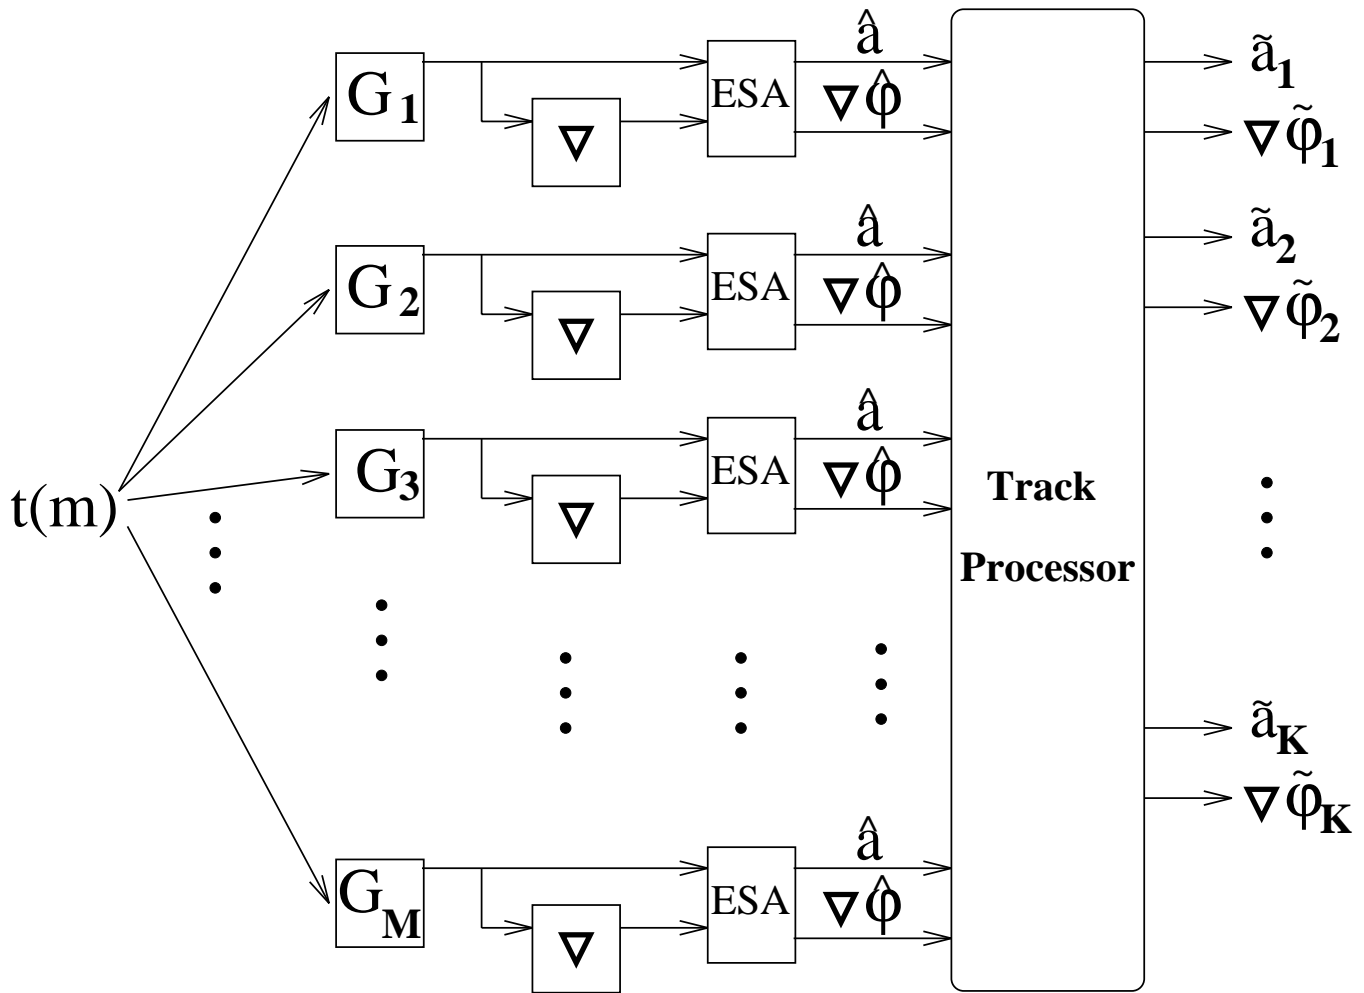 t(m)
G1
∇
ESA
â
∇φ̂
G2
∇
ESA
â
∇φ̂
G3
∇
ESA
â
∇φ̂
GM
∇
ESA
â
∇φ̂
Track
Processor
ã1
∇φ̃1
ã2
∇φ̃2
ãK
∇φ̃K